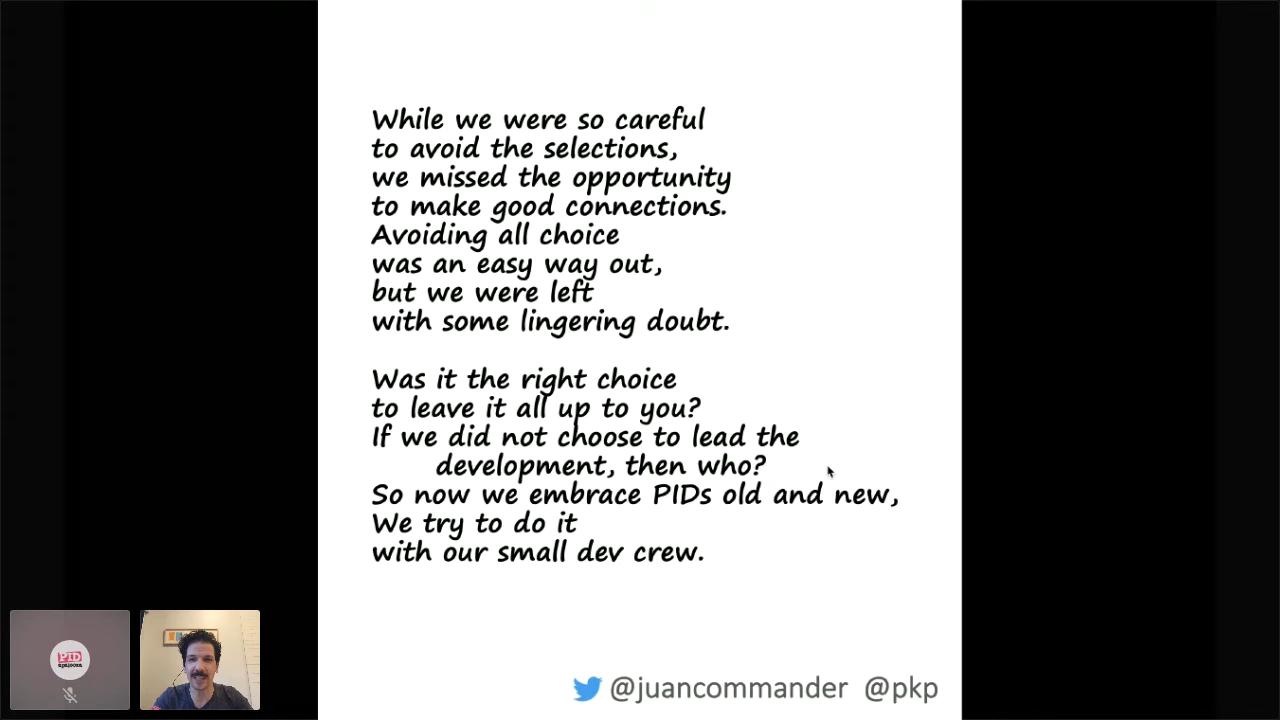 While we were so careful
to avoid the selections,
we missed the opportunity
to make good connections.
Avoiding all choice
was an easy way out,
but we were left
with some lingering doubt.
Was it the right choice
to leave it all up to you?
If we did not choose to lead the
development, then who?
So now we embrace PIDs old and new,
We try to do it
with our small dev crew.
PID
apalooza
@juancommander @pkp